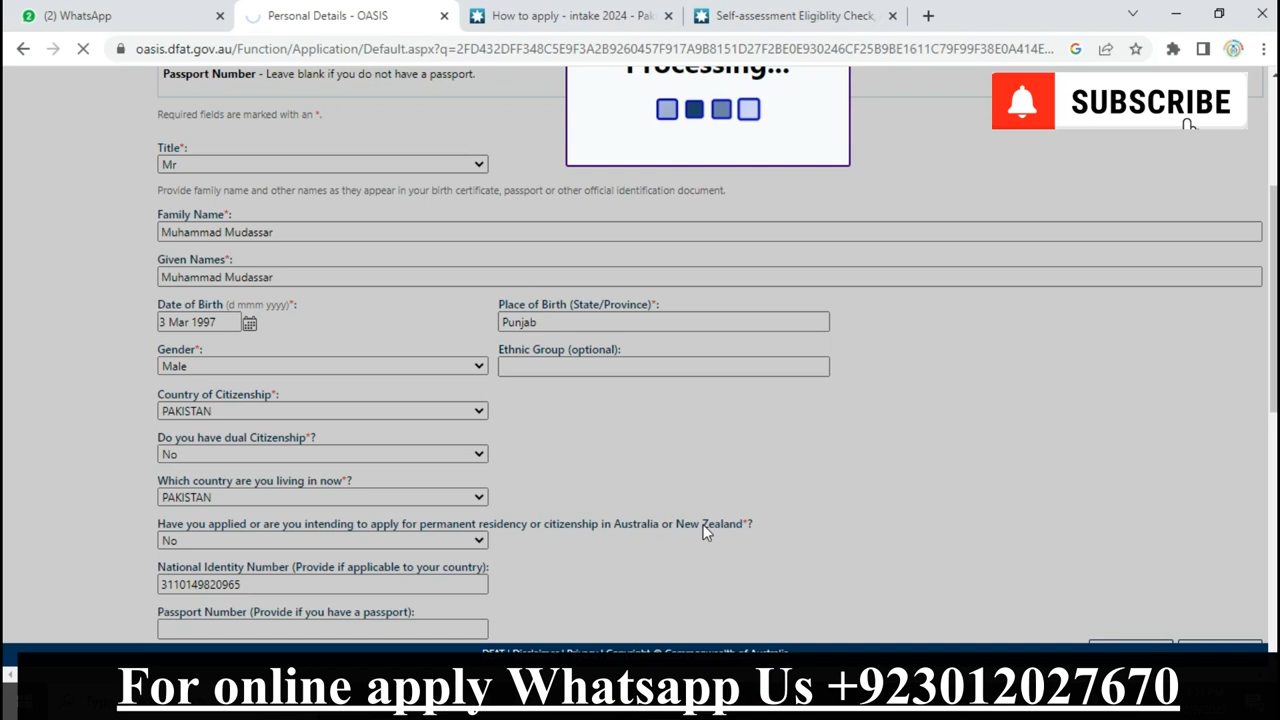 (2) WhatsApp
Personal Details - OASIS
How to apply - intake 2024 - Pak
Self-assessment Eligiblity Check,
oasis.dfat.gov.au/Function/Application/Default.aspx?q=2FD432DFF348C5E9F3A2B9260457F917A9B8151D27F2BE0E930246CF25B9BE1611C79F99F38E0A414E...
Passport Number - Leave blank if you do not have a passport.
Processing...
SUBSCRIBE
Required fields are marked with an *.
Title*:
Mr
Provide family name and other names as they appear in your birth certificate, passport or other official identification document.
Family Name*:
Muhammad Mudassar
Given Names*:
Muhammad Mudassar
Date of Birth (d mmm yyyy)*: Place of Birth (State/Province)*:
3 Mar 1997 Punjab
Gender*: Ethnic Group (optional):
Male
Country of Citizenship*:
PAKISTAN
Do you have dual Citizenship*?
No
Which country are you living in now*?
PAKISTAN
Have you applied or are you intending to apply for permanent residency or citizenship in Australia or New Zealand*?
No
National Identity Number (Provide if applicable to your country):
3110149820965
Passport Number (Provide if you have a passport):
DFAT | Disclaimer | Privacy | Copyright © Commonwealth of Australia
For online apply Whatsapp Us +923012027670